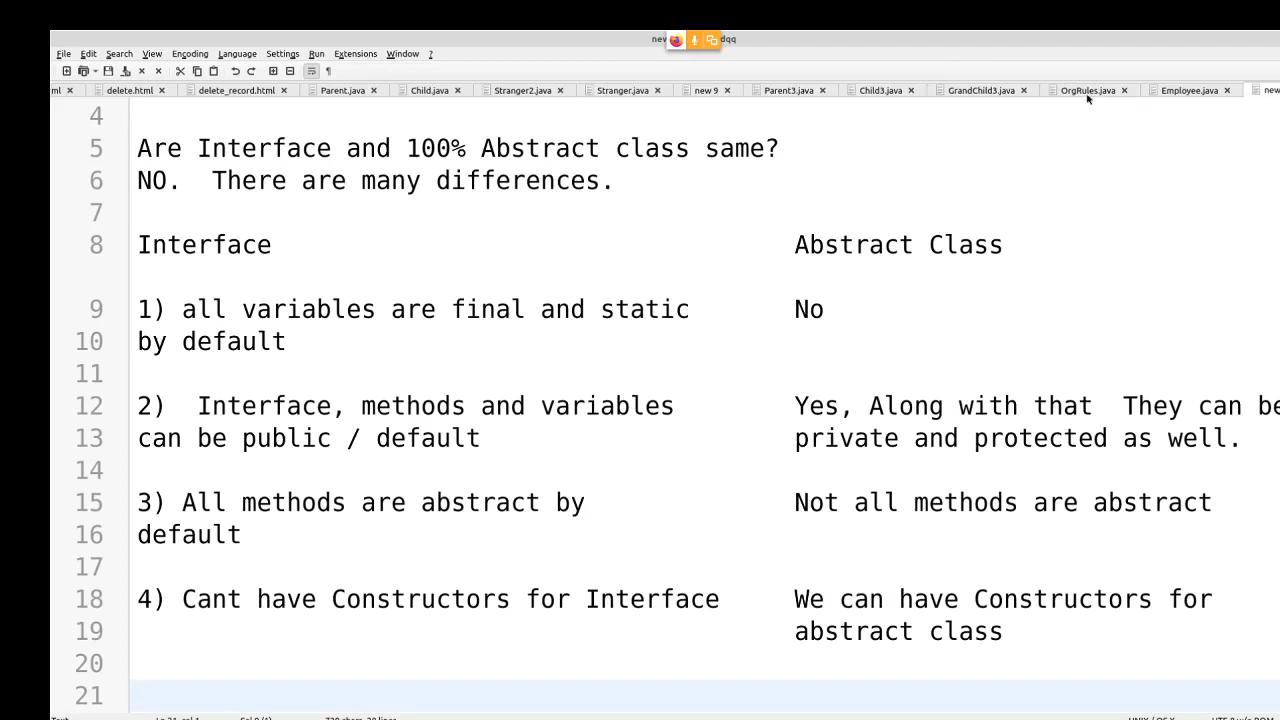 new dqq
File Edit Search View Encoding Language Settings Run Extensions Window ?
ml delete.html delete_record.html Parent.java Child.java Stranger2.java Stranger.java new 9 Parent3.java Child3.java GrandChild3.java OrgRules.java Employee.java new
4
5 Are Interface and 100% Abstract class same?
6 NO.  There are many differences.
7
8 Interface Abstract Class
9 1) all variables are final and static No
10 by default
11
12 2)  Interface, methods and variables Yes, Along with that  They can be
13 can be public / default private and protected as well.
14
15 3) All methods are abstract by Not all methods are abstract
16 default
17
18 4) Cant have Constructors for Interface We can have Constructors for
19 abstract class
20
21